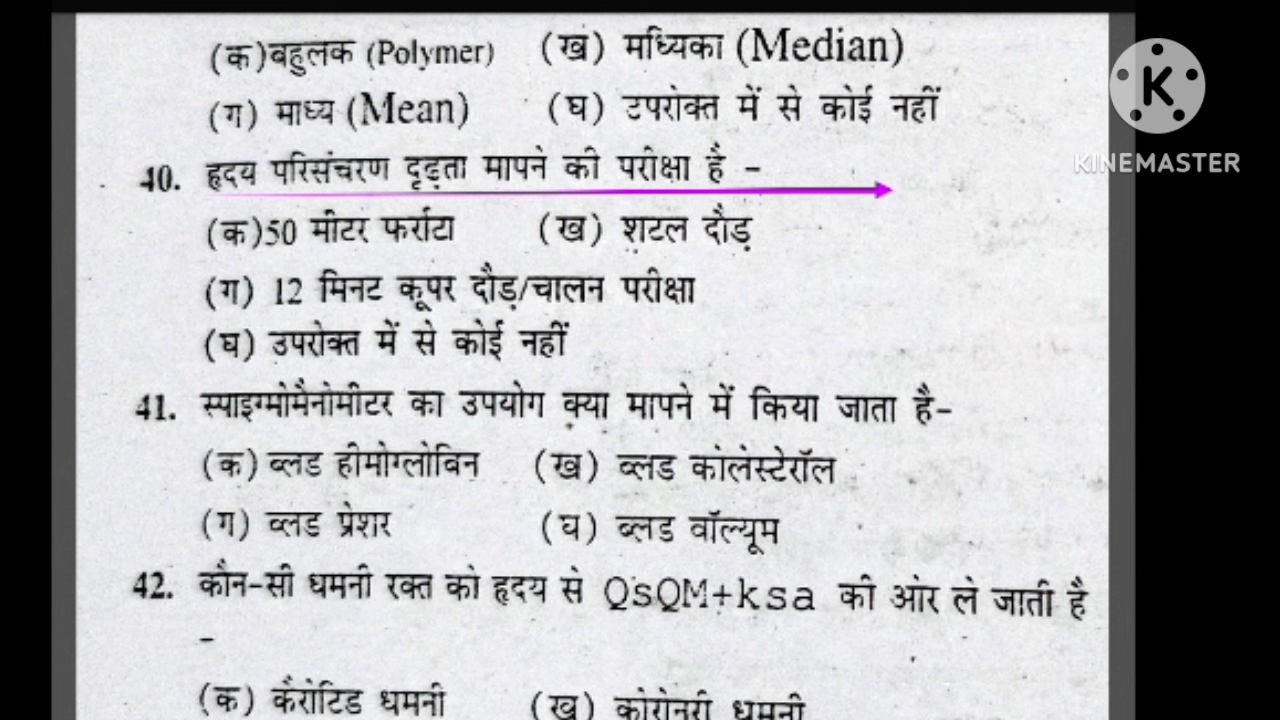 (क)बहुलक (Polymer) (ख) मध्यिका (Median)
(ग) माध्य (Mean) (घ) उपरोक्त में से कोई नहीं
40. हृदय परिसंचरण दृढ़ता मापने की परीक्षा है -
(क)50 मीटर फर्राटा (ख) शटल दौड़
(ग) 12 मिनट कूपर दौड़/चालन परीक्षा
(घ) उपरोक्त में से कोई नहीं
41. स्पाइग्मोमैनोमीटर का उपयोग क्या मापने में किया जाता है-
(क) ब्लड हीमोग्लोविन (ख) ब्लड कोलेस्टेरॉल
(ग) ब्लड प्रेशर (घ) ब्लड वॉल्यूम
42. कौन-सी धमनी रक्त को हृदय से QsQM+ksa की ओर ले जाती है
-
(क) कैरोटिड धमनी (ख) कोरोनरी धमनी
K
KINEMASTER